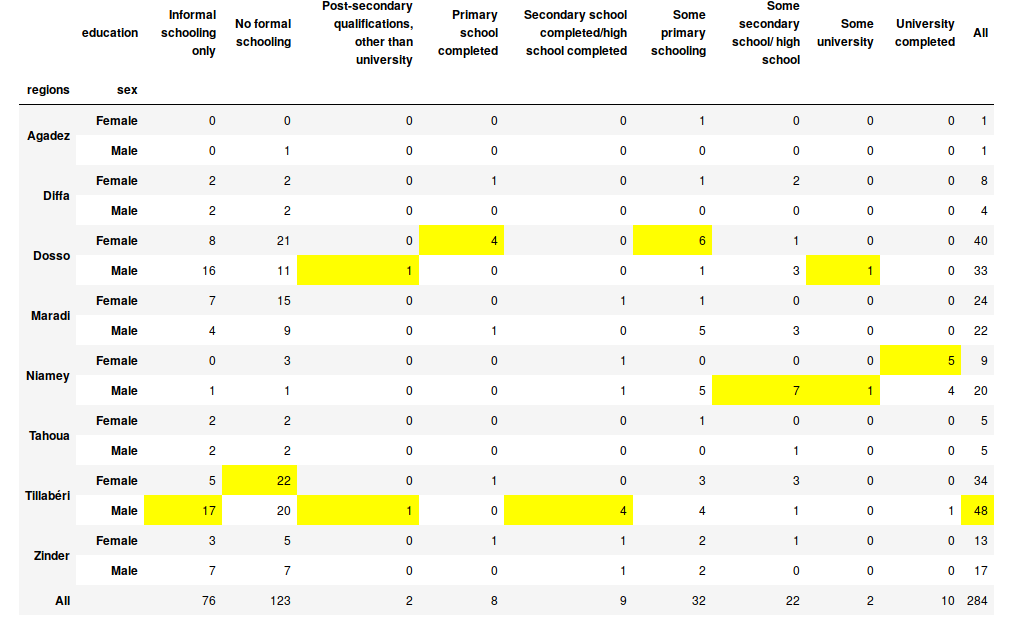 education Informal schooling only No formal schooling Post-secondary qualifications, other than university Primary school completed Secondary school completed/high school completed Some primary schooling Some secondary school/ high school Some university University completed All
regions sex
Agadez Female 0 0 0 0 0 1 0 0 0 1
Male 0 1 0 0 0 0 0 0 0 1
Diffa Female 2 2 0 1 0 1 2 0 0 8
Male 2 2 0 0 0 0 0 0 0 4
Dosso Female 8 21 0 4 0 6 1 0 0 40
Male 16 11 1 0 0 1 3 1 0 33
Maradi Female 7 15 0 0 1 1 0 0 0 24
Male 4 9 0 1 0 5 3 0 0 22
Niamey Female 0 3 0 0 1 0 0 0 5 9
Male 1 1 0 0 1 5 7 1 4 20
Tahoua Female 2 2 0 0 0 1 0 0 0 5
Male 2 2 0 0 0 0 1 0 0 5
Tillabéri Female 5 22 0 1 0 3 3 0 0 34
Male 17 20 1 0 4 4 1 0 1 48
Zinder Female 3 5 0 1 1 2 1 0 0 13
Male 7 7 0 0 1 2 0 0 0 17
All 76 123 2 8 9 32 22 2 10 284